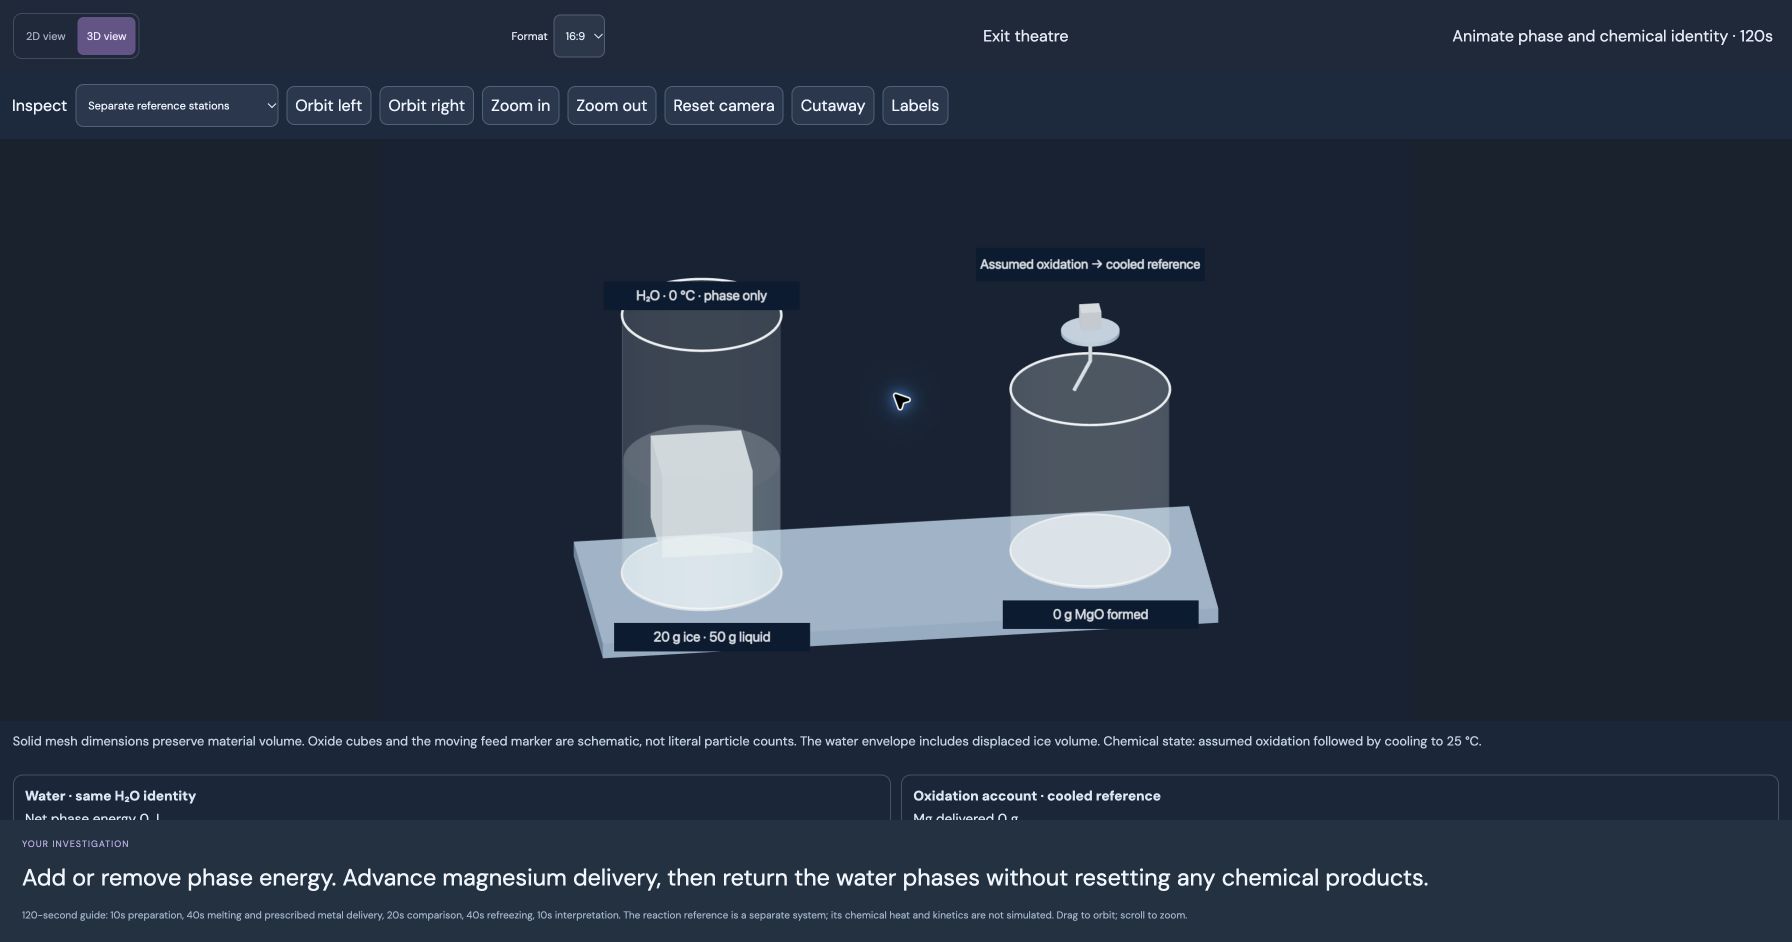 2D view
3D view
Format
16:9
Exit theatre
Animate phase and chemical identity · 120s
Inspect
Separate reference stations
Orbit left
Orbit right
Zoom in
Zoom out
Reset camera
Cutaway
Labels
Assumed oxidation → cooled reference
H₂O · 0 °C · phase only
0 g MgO formed
20 g ice · 50 g liquid
Solid mesh dimensions preserve material volume. Oxide cubes and the moving feed marker are schematic, not literal particle counts. The water envelope includes displaced ice volume. Chemical state: assumed oxidation followed by cooling to 25 °C.
Water · same H₂O identity
Net phase energy 0 J
Oxidation account · cooled reference
Mg delivered 0 g
YOUR INVESTIGATION
Add or remove phase energy. Advance magnesium delivery, then return the water phases without resetting any chemical products.
120-second guide: 10s preparation, 40s melting and prescribed metal delivery, 20s comparison, 40s refreezing, 10s interpretation. The reaction reference is a separate system; its chemical heat and kinetics are not simulated. Drag to orbit; scroll to zoom.